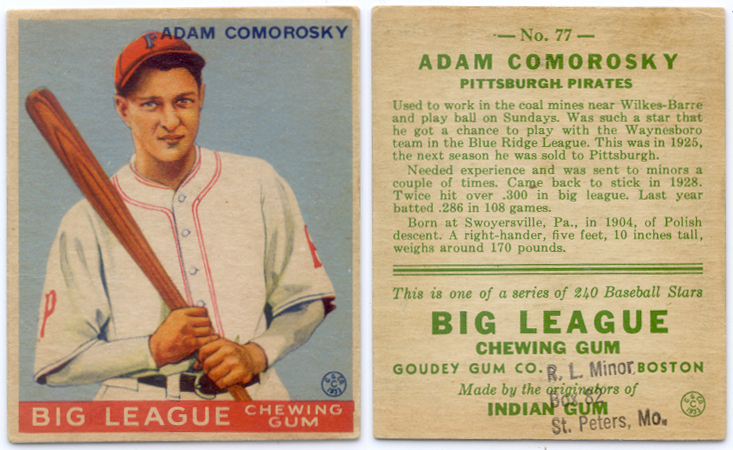 ADAM COMOROSKY
P
BIG LEAGUE CHEWING GUM
— No. 77 —
ADAM COMOROSKY
PITTSBURGH PIRATES
Used to work in the coal mines near Wilkes-Barre
and play ball on Sundays. Was such a star that
he got a chance to play with the Waynesboro
team in the Blue Ridge League. This was in 1925,
the next season he was sold to Pittsburgh.
Needed experience and was sent to minors a
couple of times. Came back to stick in 1928.
Twice hit over .300 in big league. Last year
batted .286 in 108 games.
Born at Swoyersville, Pa., in 1904, of Polish
descent. A right-hander, five feet, 10 inches tall,
weighs around 170 pounds.
This is one of a series of 240 Baseball Stars
BIG LEAGUE
CHEWING GUM
GOUDEY GUM CO. BOSTON
R. L. Minor
Made by the originators of
Box 82
INDIAN GUM
St. Peters, Mo.